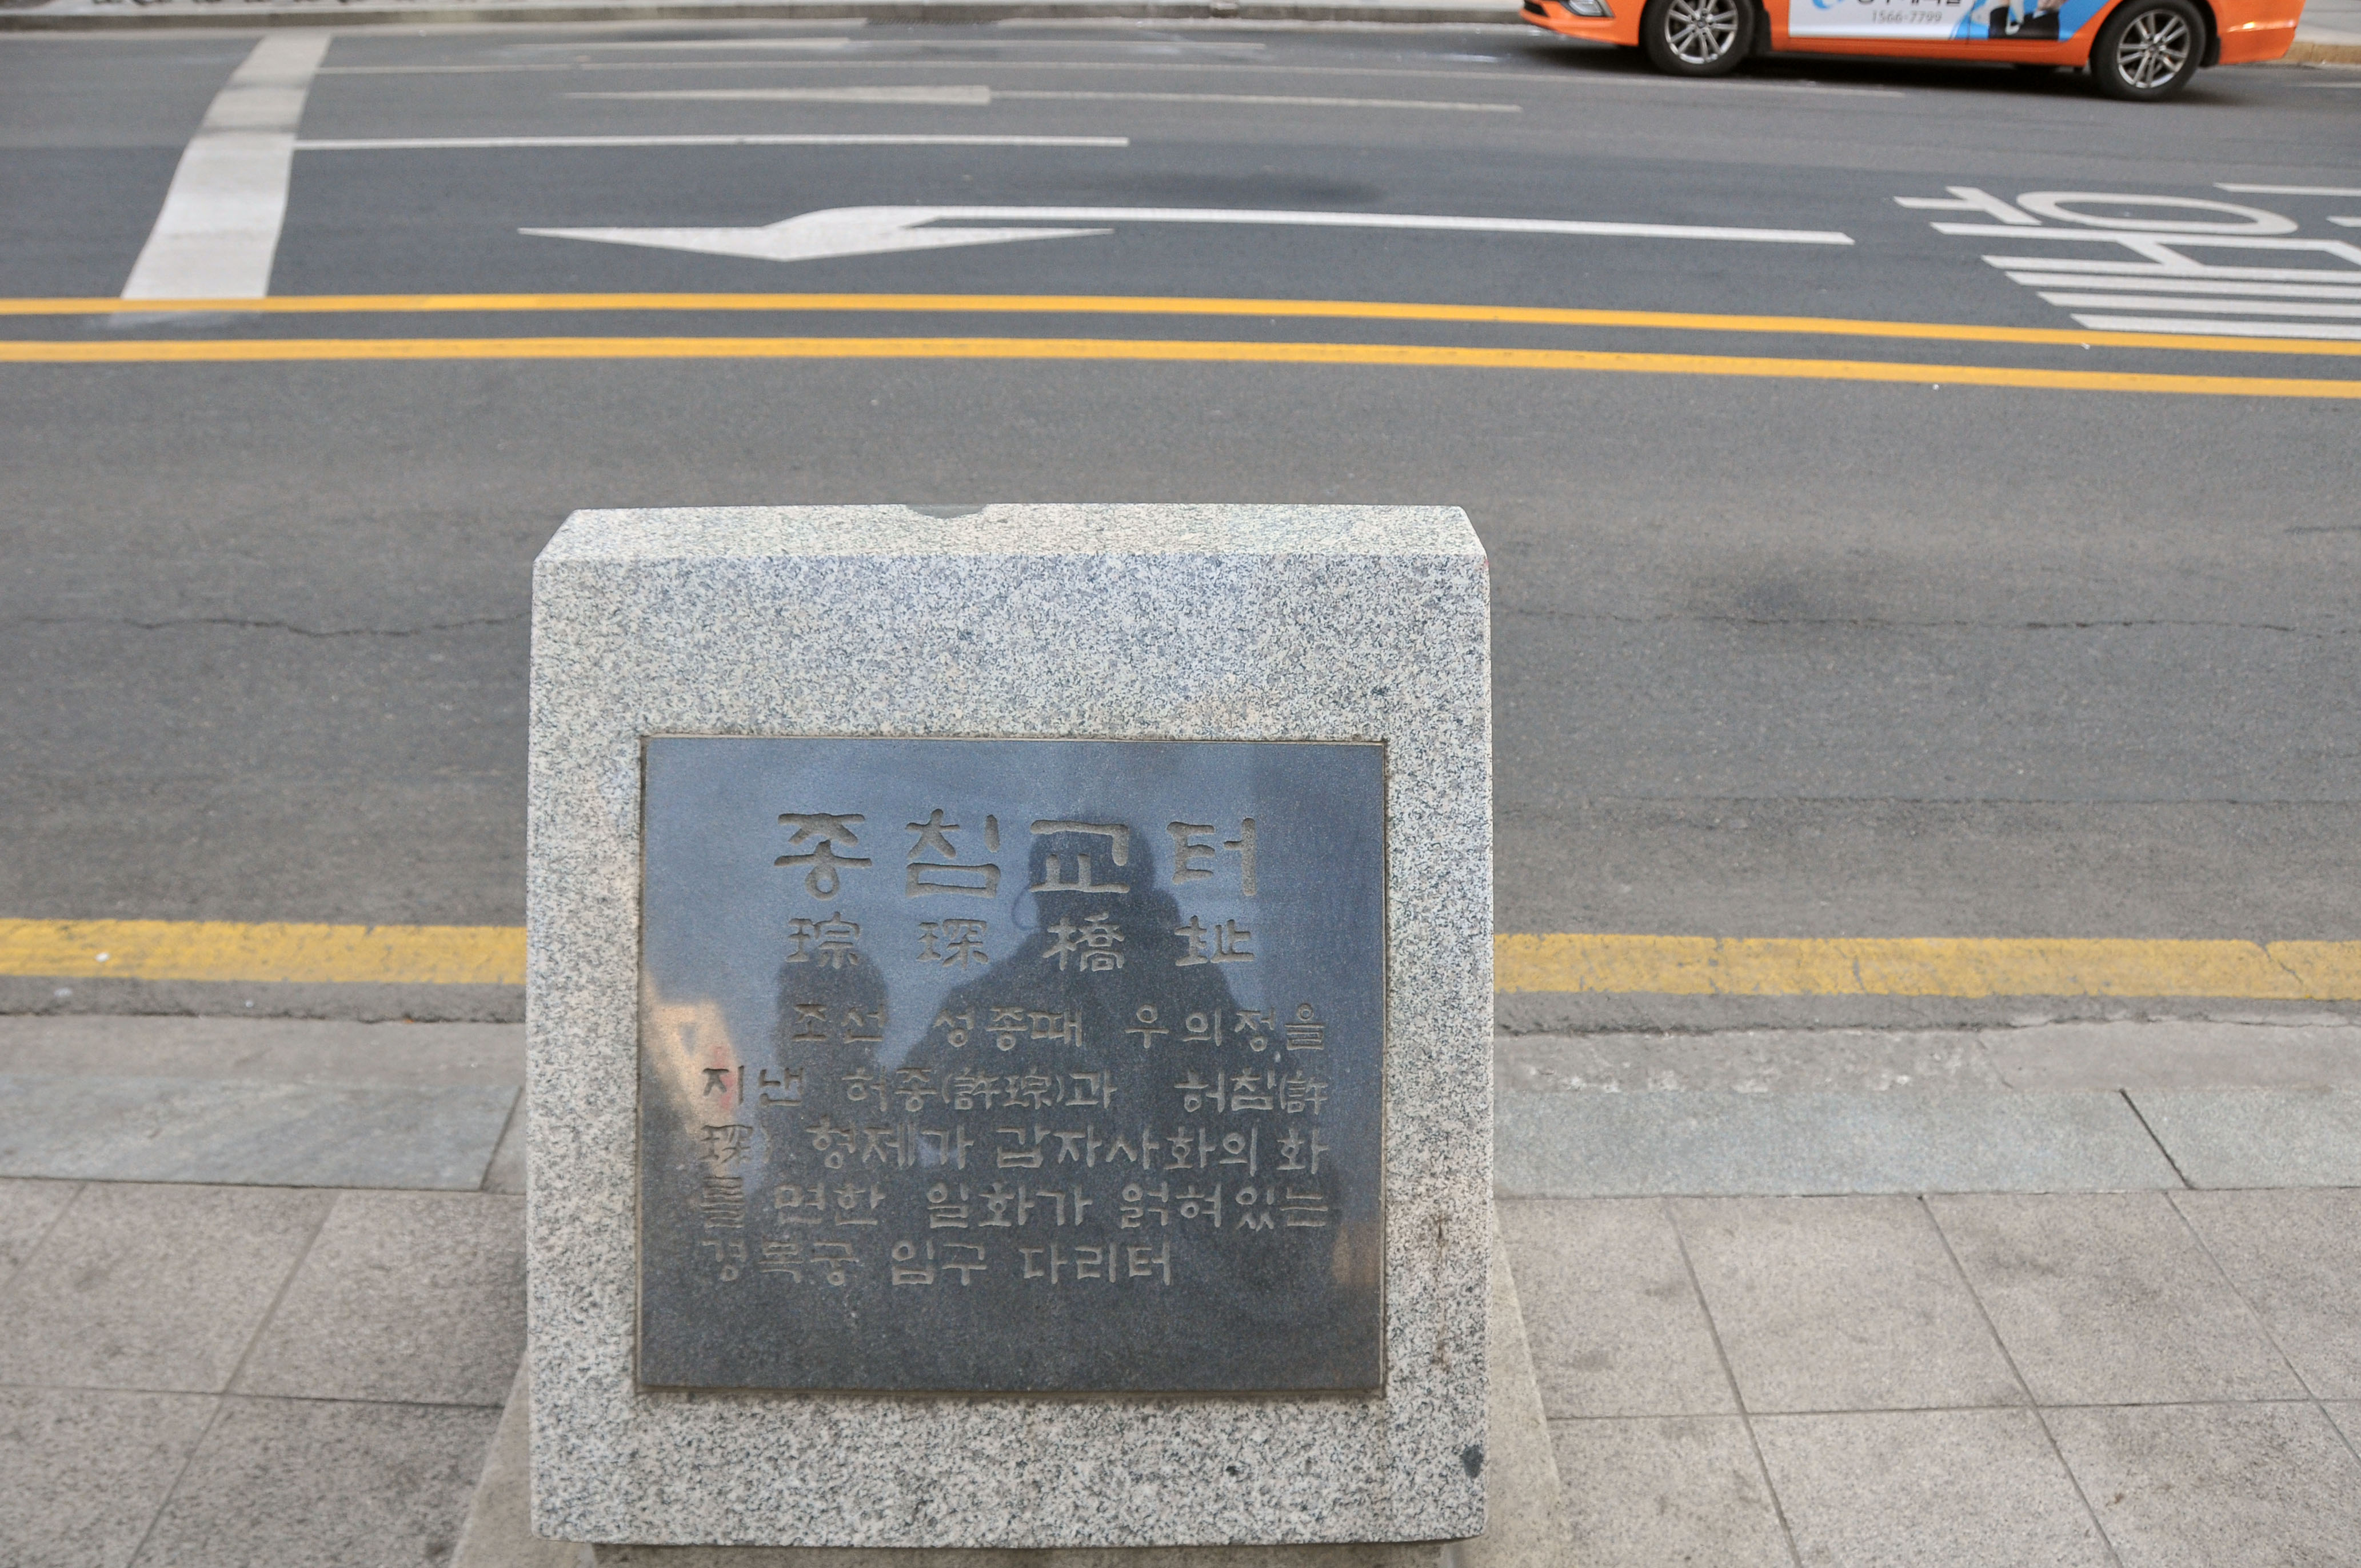 1566-7799
종침교터
琮琛橋址
조선 성종때 우의정을
지낸 허종(許琮)과 허침(許
琛) 형제가 갑자사화의 화
를 면한 일화가 얽혀있는
경복궁 입구 다리터